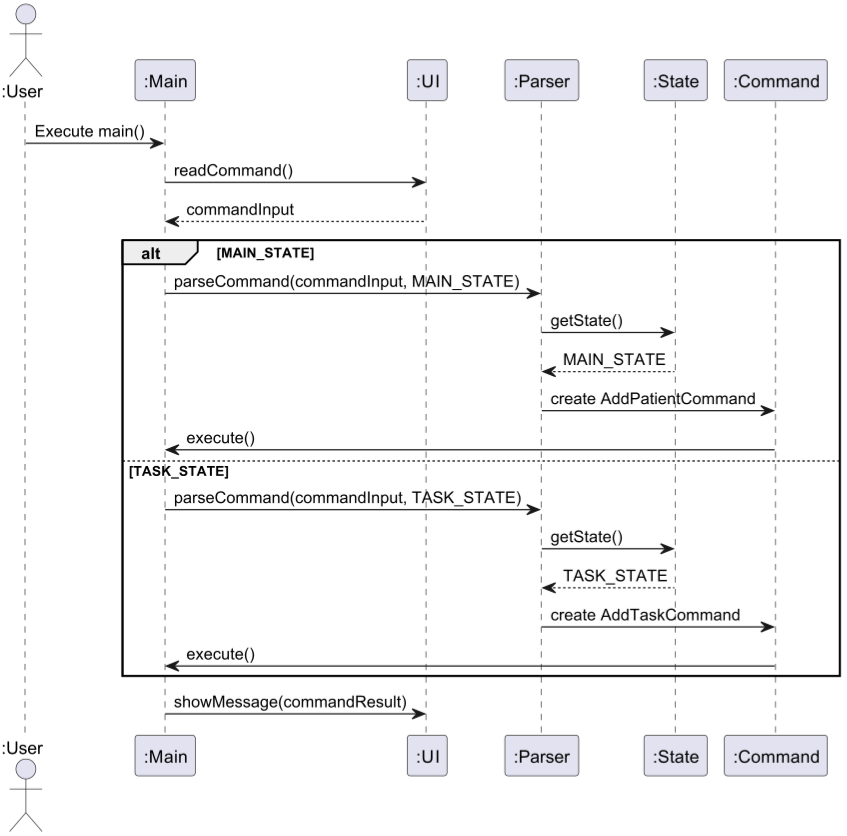 :User
:Main
:UI
:Parser
:State
:Command
Execute main()
readCommand()
commandInput
alt
[MAIN_STATE]
parseCommand(commandInput, MAIN_STATE)
getState()
MAIN_STATE
create AddPatientCommand
execute()
[TASK_STATE]
parseCommand(commandInput, TASK_STATE)
getState()
TASK_STATE
create AddTaskCommand
execute()
showMessage(commandResult)
:User
:Main
:UI
:Parser
:State
:Command